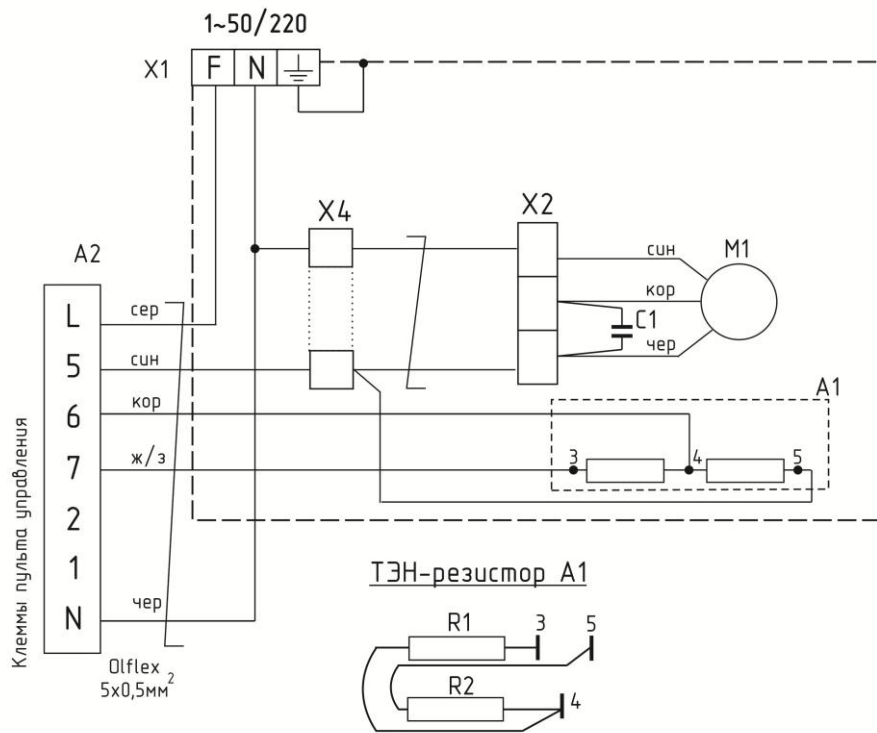 1~50/220
X1
F N
X4
X2
A2
син
M1
кор
C1
чер
L
сер
5
син
6
кор
7
ж/з
2
1
N
чер
A1
3
4
5
Клеммы пульта управления
Olflex
5х0,5мм²
ТЭН-резистор А1
R1
3
5
R2
4